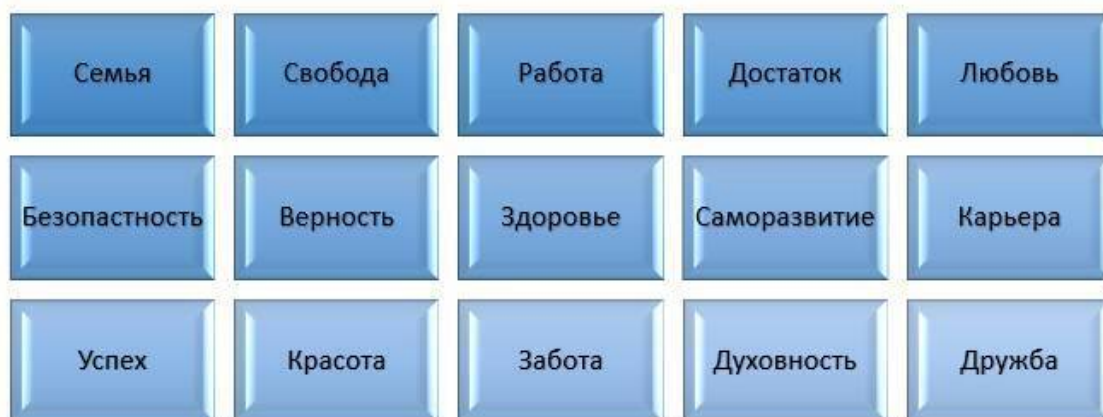 Семья Свобода Работа Достаток Любовь
Безопастность Верность Здоровье Саморазвитие Карьера
Успех Красота Забота Духовность Дружба